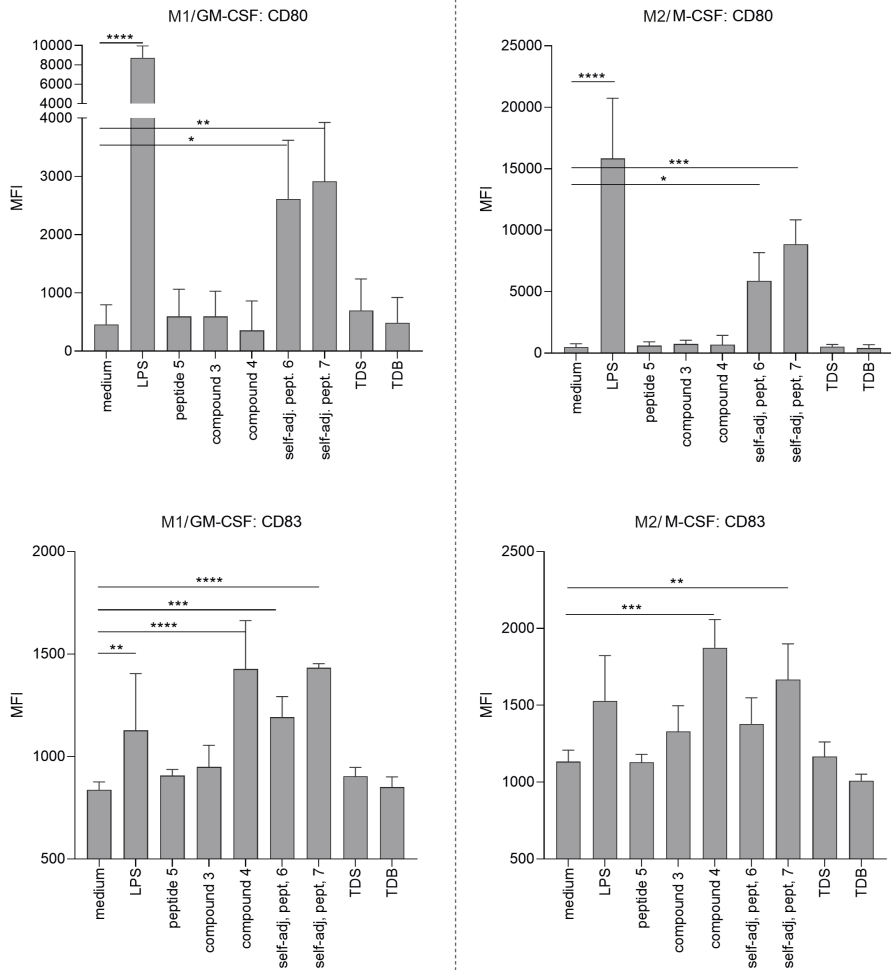 M1/GM-CSF: CD80
MFI
10000
8000
6000
4000
4000
3000
2000
1000
0
****
**
*
medium
LPS
peptide 5
compound 3
compound 4
self-adj. pept. 6
self-adj. pept. 7
TDS
TDB
M2/M-CSF: CD80
MFI
25000
20000
15000
10000
5000
0
****
***
*
medium
LPS
peptide 5
compound 3
compound 4
self-adj, pept, 6
self-adj, pept, 7
TDS
TDB
M1/GM-CSF: CD83
MFI
2000
1500
1000
500
****
***
****
**
medium
LPS
peptide 5
compound 3
compound 4
self-adj, pept, 6
self-adj, pept, 7
TDS
TDB
M2/ M-CSF: CD83
MFI
2500
2000
1500
1000
500
**
***
medium
LPS
peptide 5
compound 3
compound 4
self-adj, pept, 6
self-adj, pept, 7
TDS
TDB